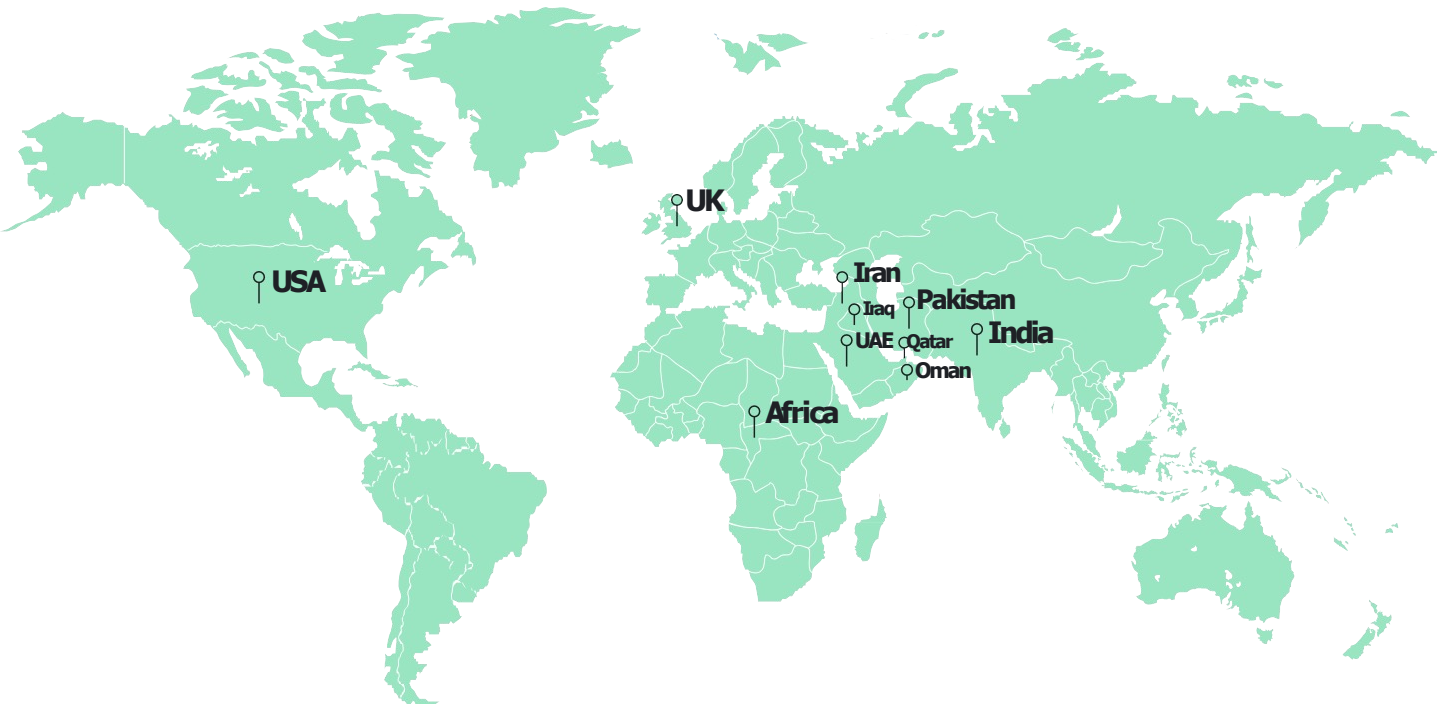 UK
USA
Iran
Pakistan
Iraq
India
UAE
Qatar
Oman
Africa